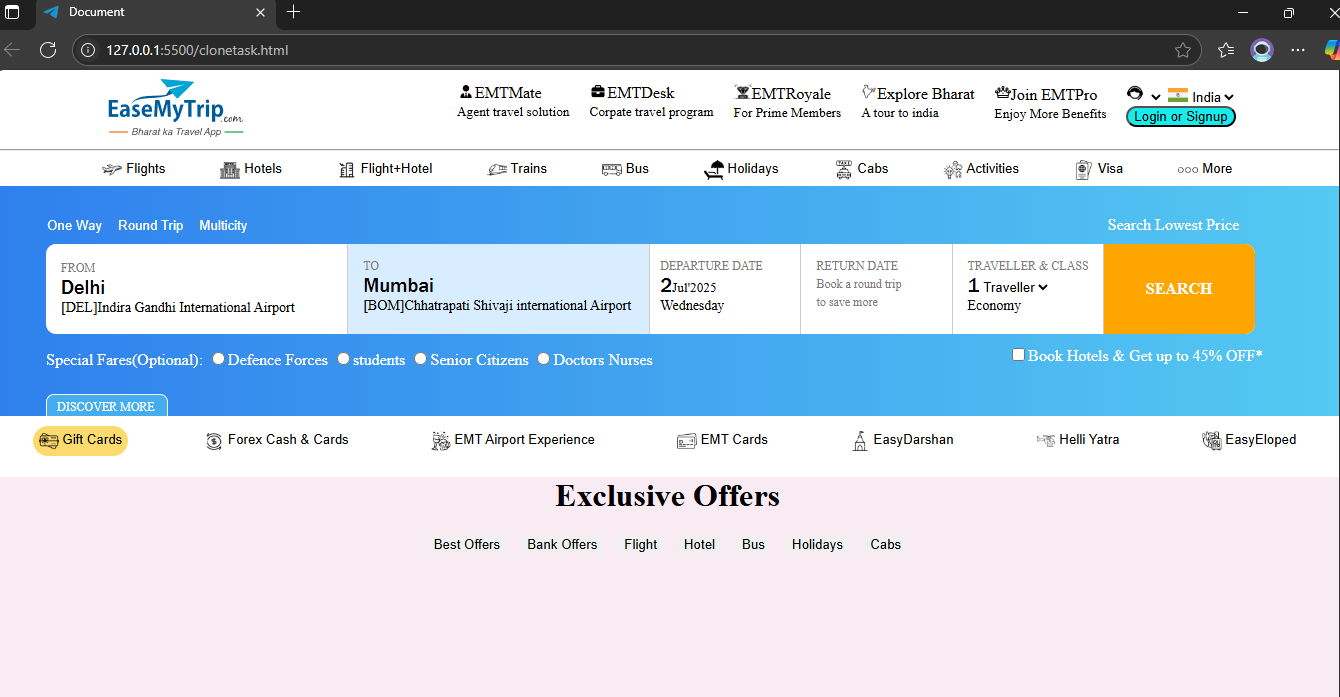 Document
127.0.0.1:5500/clonetask.html
EaseMyTrip.com
Bharat ka Travel App
EMTMate
Agent travel solution
EMTDesk
Corpate travel program
EMTRoyale
For Prime Members
Explore Bharat
A tour to india
Join EMTPro
Enjoy More Benefits
India
Login or Signup
Flights Hotels Flight+Hotel Trains Bus Holidays Cabs Activities Visa More
One Way Round Trip Multicity Search Lowest Price
FROM
Delhi
[DEL]Indira Gandhi International Airport
TO
Mumbai
[BOM]Chhatrapati Shivaji international Airport
DEPARTURE DATE
2Jul'2025
Wednesday
RETURN DATE
Book a round trip
to save more
TRAVELLER & CLASS
1 Traveller
Economy
SEARCH
Special Fares(Optional): Defence Forces students Senior Citizens Doctors Nurses Book Hotels & Get up to 45% OFF*
DISCOVER MORE
Gift Cards Forex Cash & Cards EMT Airport Experience EMT Cards EasyDarshan Helli Yatra EasyEloped
Exclusive Offers
Best Offers Bank Offers Flight Hotel Bus Holidays Cabs